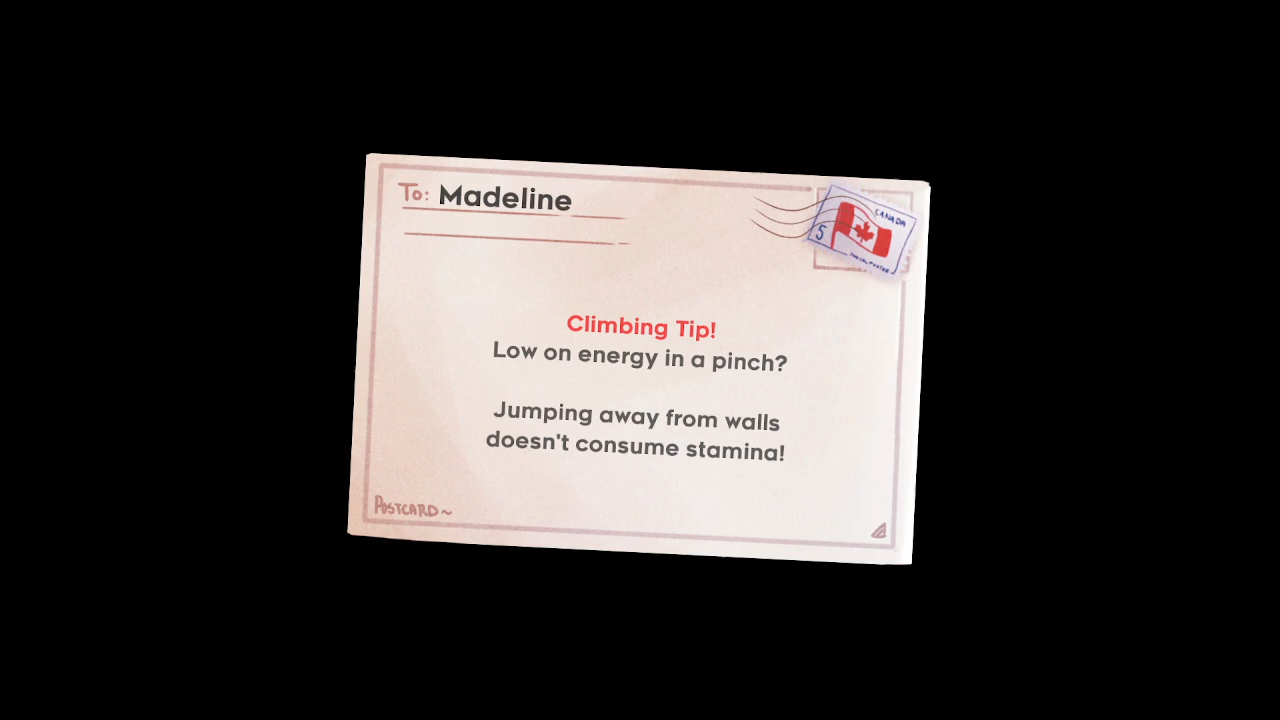 To: Madeline
CANADA
5
Climbing Tip!
Low on energy in a pinch?
Jumping away from walls
doesn't consume stamina!
POSTCARD~